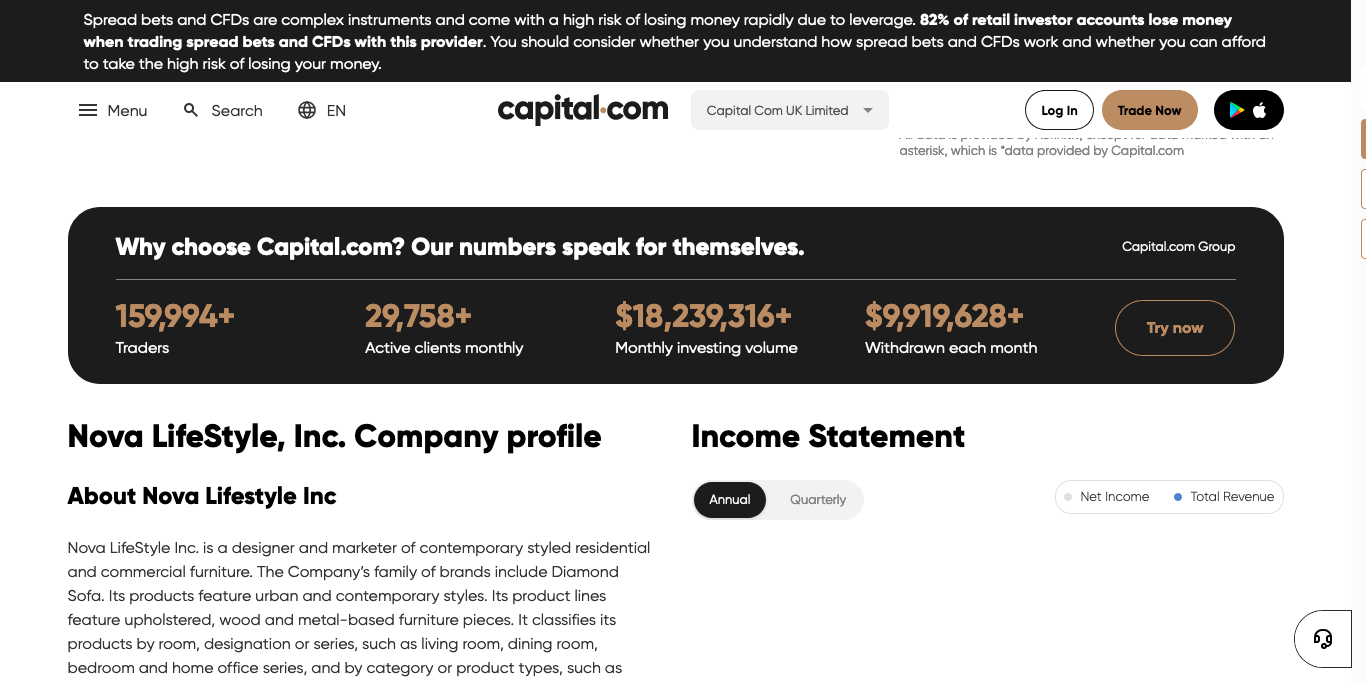 Spread bets and CFDs are complex instruments and come with a high risk of losing money rapidly due to leverage. 82% of retail investor accounts lose money
when trading spread bets and CFDs with this provider. You should consider whether you understand how spread bets and CFDs work and whether you can afford
to take the high risk of losing your money.
Menu
Search
EN
capital.com
Capital Com UK Limited
Log In
Trade Now
asterisk, which is *data provided by Capital.com
Why choose Capital.com? Our numbers speak for themselves.
Capital.com Group
159,994+
Traders
29,758+
Active clients monthly
$18,239,316+
Monthly investing volume
$9,919,628+
Withdrawn each month
Try now
Nova LifeStyle, Inc. Company profile
About Nova Lifestyle Inc
Nova LifeStyle Inc. is a designer and marketer of contemporary styled residential
and commercial furniture. The Company's family of brands include Diamond
Sofa. Its products feature urban and contemporary styles. Its product lines
feature upholstered, wood and metal-based furniture pieces. It classifies its
products by room, designation or series, such as living room, dining room,
bedroom and home office series, and by category or product types, such as
Income Statement
Annual
Quarterly
Net Income
Total Revenue